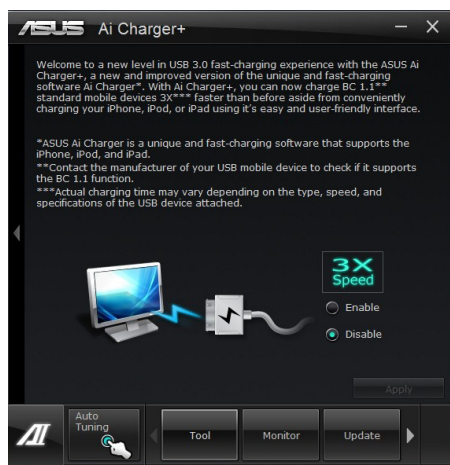 ASUS Ai Charger+
Welcome to a new level in USB 3.0 fast-charging experience with the ASUS Ai
Charger+, a new and improved version of the unique and fast-charging
software Ai Charger*. With Ai Charger+, you can now charge BC 1.1**
standard mobile devices 3X*** faster than before aside from conveniently
charging your iPhone, iPod, or iPad using it's easy and user-friendly interface.
*ASUS Ai Charger is a unique and fast-charging software that supports the
iPhone, iPod, and iPad.
**Contact the manufacturer of your USB mobile device to check if it supports
the BC 1.1 function.
***Actual charging time may vary depending on the type, speed, and
specifications of the USB device attached.
3X
Speed
Enable
Disable
Apply
AI
Auto
Tuning
Tool
Monitor
Update